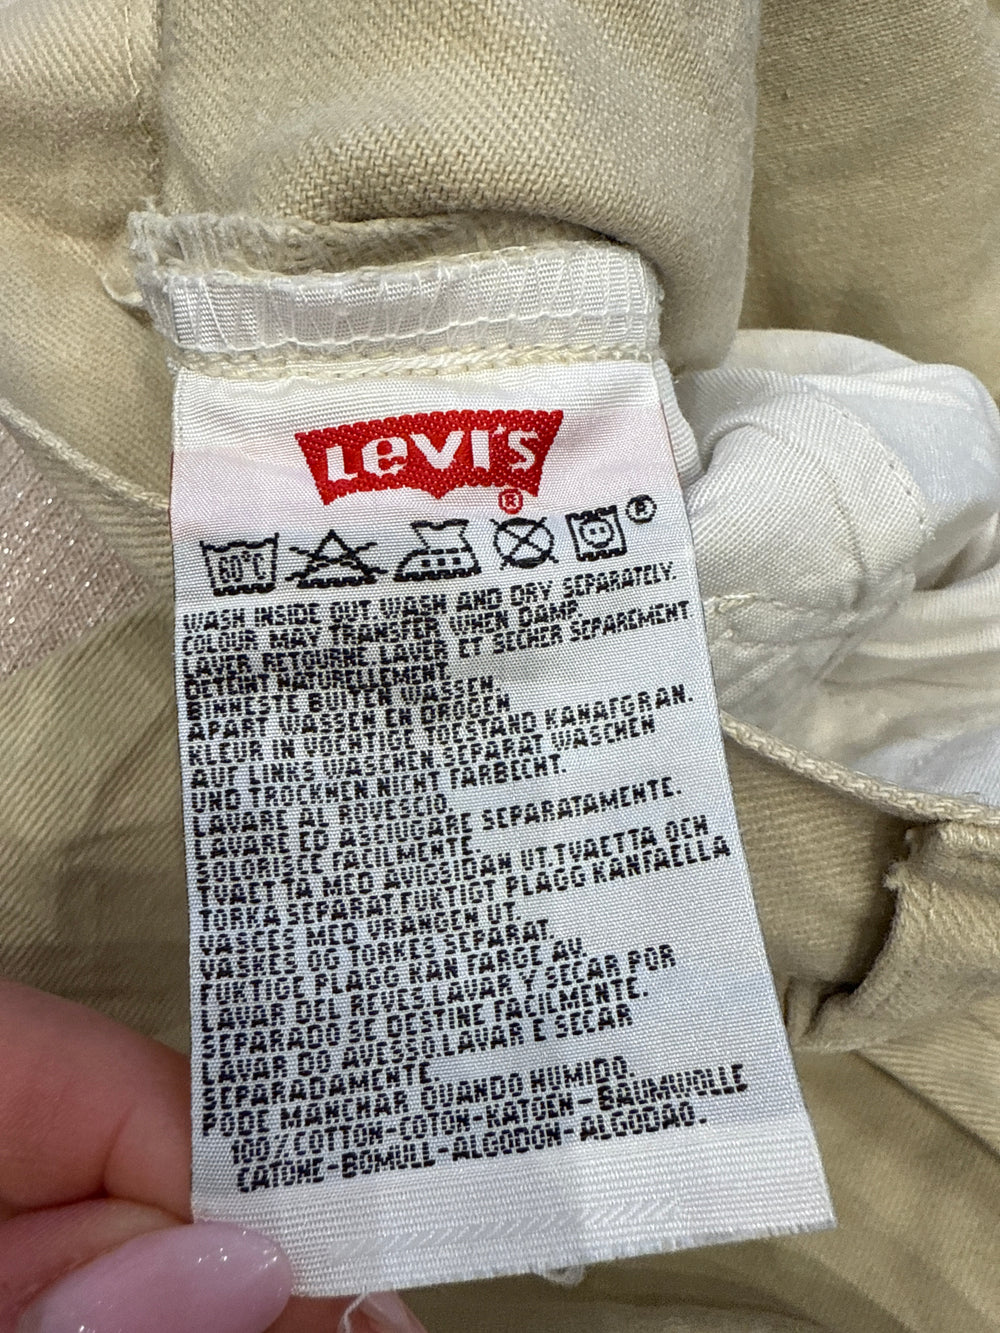 Levi's
®
60°C
®
WASH INSIDE OUT WASH AND DRY SEPARATELY.
COLOUR MAY TRANSFER WHEN DAMP.
LAVER RETOURNE. LAVER ET SECHER SEPAREMENT
DETEINT NATURELLEMENT.
BINNESTE BUITEN WASSEN.
APART WASSEN EN DROGEN
KLEUR IN VOCHTIGE TOESTAND KANAFGRAN.
AUF LINKS WASCHEN SEPARAT WASCHEN
UND TROCKNEN NICHT FARBECHT.
LAVARE AL ROVESCIO.
LAVARE ED ASCIUGARE SEPARATAMENTE.
SCOLORISCE FACILMENTE.
TVAETTA MED AVIGSIDAN UT.TVAETTA OCH
TORKA SEPARAT.FUKTIGT PLAGG KANFAELLA
VASCES MED VRANGEN UT.
VASKES OG TORKES SEPARAT.
FUKTIGE PLAGG KAN FARGE AV.
LAVAR DEL REVES.LAVAR Y SECAR POR
SEPARADO SE DESTINE FACILMENTE.
LAVAR DO AVESSO.LAVAR E SECAR
SEPARADAMENTE.
PODE MANCHAR QUANDO HUMIDO.
100%COTTON-COTON-KATOEN-BAUMWOLLE
CATONE-BOMULL-ALGODON-ALGODAO.